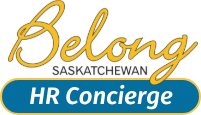 Belong
SASKATCHEWAN
HR Concierge